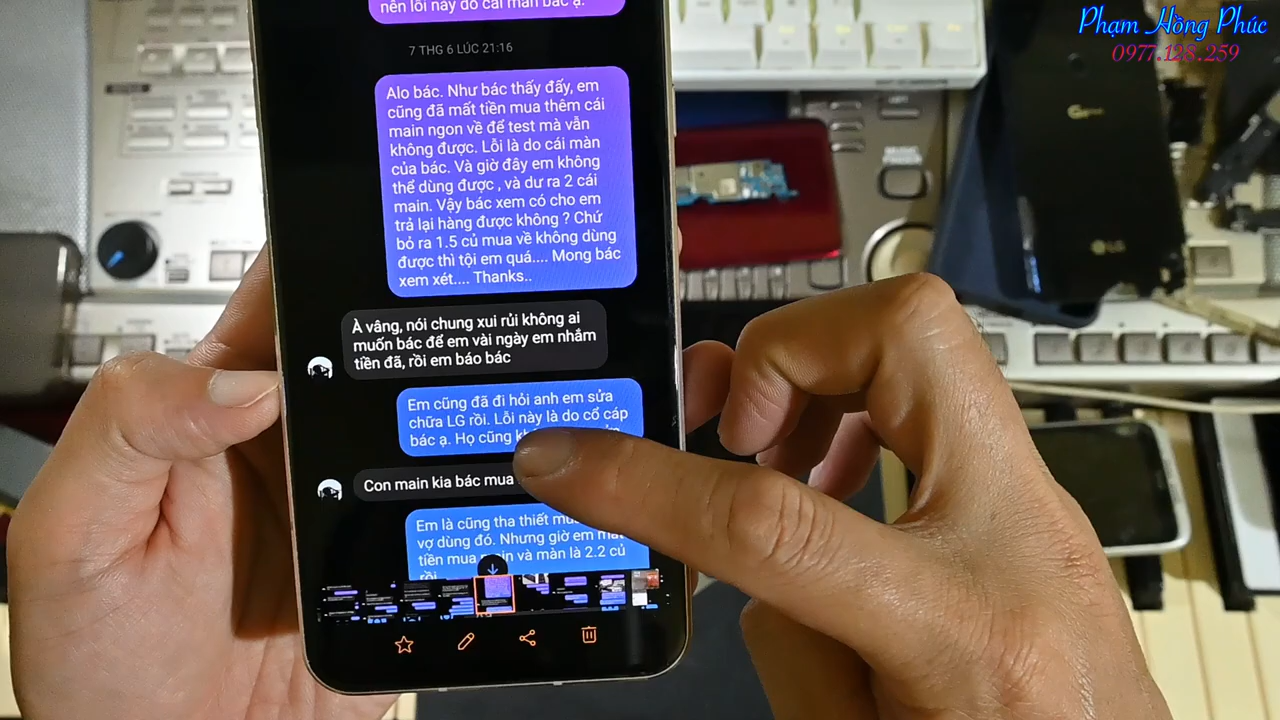 Phạm Hồng Phúc
0977.128.259
nên lỗi này do cái màn bác ạ.
7 THG 6 LÚC 21:16
Alo bác. Như bác thấy đấy, em
cũng đã mất tiền mua thêm cái
main ngon về để test mà vẫn
không được. Lỗi là do cái màn
của bác. Và giờ đây em không
thể dùng được , và dư ra 2 cái
main. Vậy bác xem có cho em
trả lại hàng được không ? Chứ
bỏ ra 1.5 củ mua về không dùng
được thì tội em quá.... Mong bác
xem xét.... Thanks..
À vâng, nói chung xui rủi không ai
muốn bác để em vài ngày em nhắm
tiền đã, rồi em báo bác
Em cũng đã đi hỏi anh em sửa
chữa LG rồi. Lỗi này là do cổ cáp
bác ạ. Họ cũng
Con main kia bác mua
Em là cũng tha thiết
vợ dùng đó. Nhưng giờ em mất
tiền mua main và màn là 2.2 củ
rồi
LG